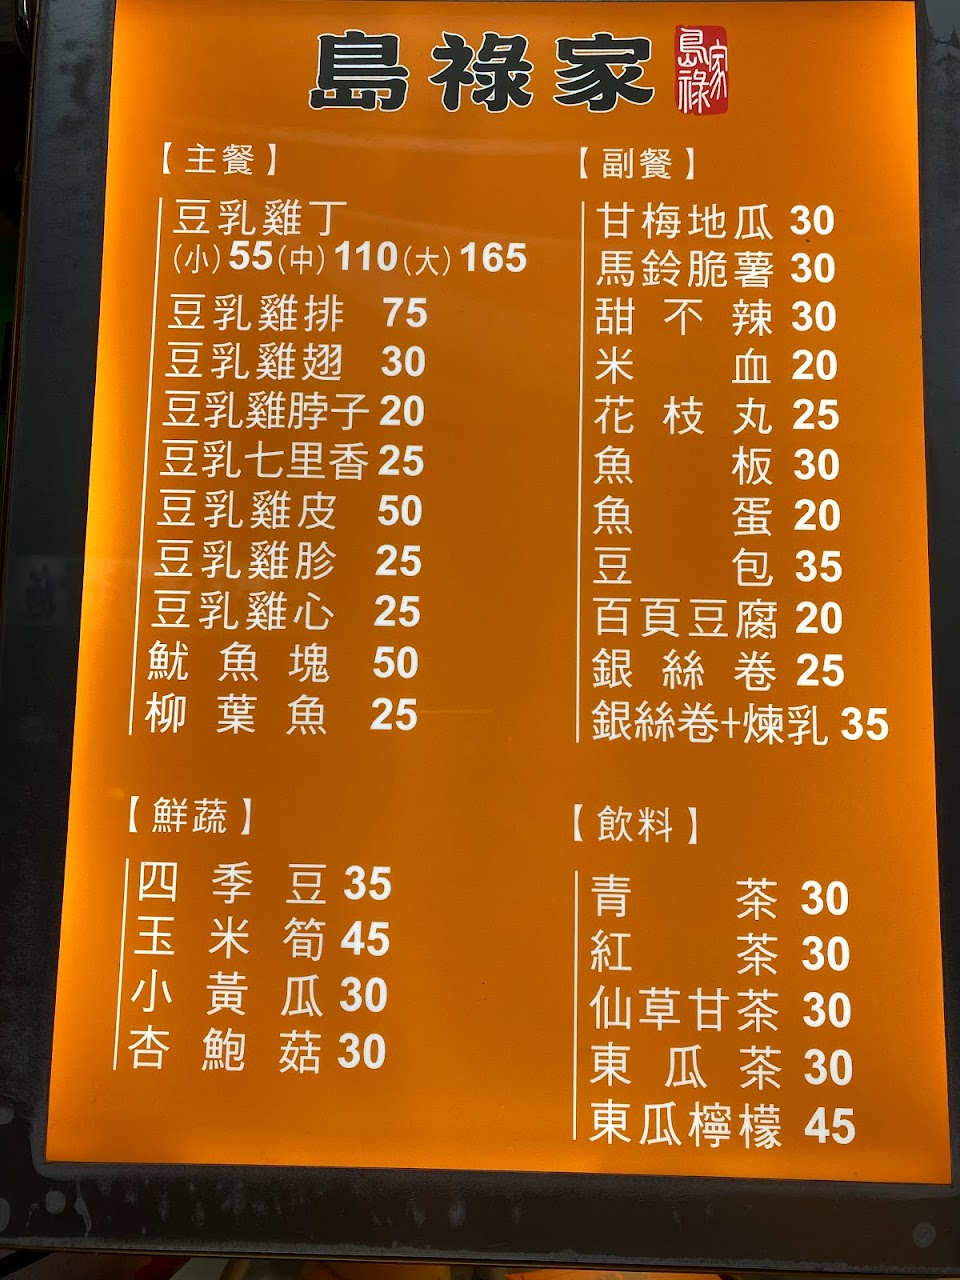 島祿家
島祿家
【主餐】
豆乳雞丁
(小)55(中)110(大)165
豆乳雞排 75
豆乳雞翅 30
豆乳雞脖子 20
豆乳七里香 25
豆乳雞皮 50
豆乳雞胗 25
豆乳雞心 25
魷魚塊 50
柳葉魚 25
【副餐】
甘梅地瓜 30
馬鈴脆薯 30
甜不辣 30
米血 20
花枝丸 25
魚板 30
魚蛋 20
豆包 35
百頁豆腐 20
銀絲卷 25
銀絲卷+煉乳 35
【鮮蔬】
四季豆 35
玉米筍 45
小黃瓜 30
杏鮑菇 30
【飲料】
青茶 30
紅茶 30
仙草甘茶 30
東瓜茶 30
東瓜檸檬 45